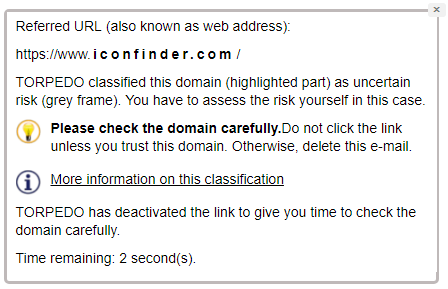 Referred URL (also known as web address):
https://www. iconfinder.com /
TORPEDO classified this domain (highlighted part) as uncertain
risk (grey frame). You have to assess the risk yourself in this case.
Please check the domain carefully.Do not click the link
unless you trust this domain. Otherwise, delete this e-mail.
More information on this classification
TORPEDO has deactivated the link to give you time to check the
domain carefully.
Time remaining: 2 second(s).